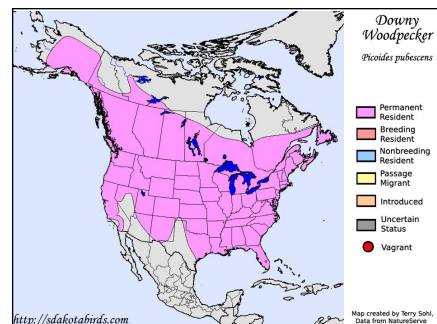 Downy
Woodpecker
Picoides pubescens
Permanent
Resident
Breeding
Resident
Nonbreeding
Resident
Passage
Migrant
Introduced
Uncertain
Status
Vagrant
http://sdakotabirds.com
Map created by Terry Sohl,
Data from NatureServe